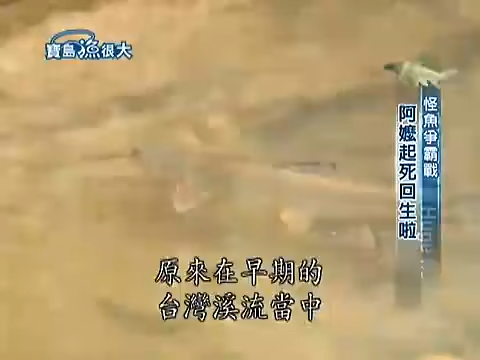 寶島漁很大
怪魚爭霸戰
阿嬤起死回生啦
原來在早期的
台灣溪流當中